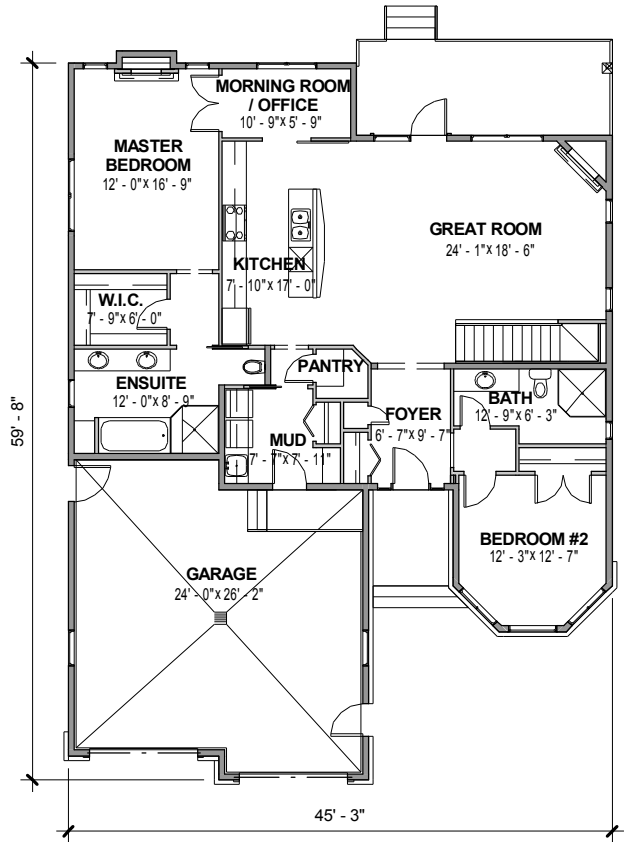 MORNING ROOM
/ OFFICE
10' - 9"x 5' - 9"
MASTER
BEDROOM
12' - 0"x 16' - 9"
GREAT ROOM
24' - 1"x 18' - 6"
KITCHEN
7' - 10"x 17' - 0"
W.I.C.
7' - 9"x 6' - 0"
PANTRY
ENSUITE
12' - 0"x 8' - 9"
BATH
12' - 9"x 6' - 3"
FOYER
6' - 7"x 9' - 7"
MUD
7' - 7"x 7' - 11"
59' - 8"
BEDROOM #2
12' - 3"x 12' - 7"
GARAGE
24' - 0"x 26' - 2"
45' - 3"